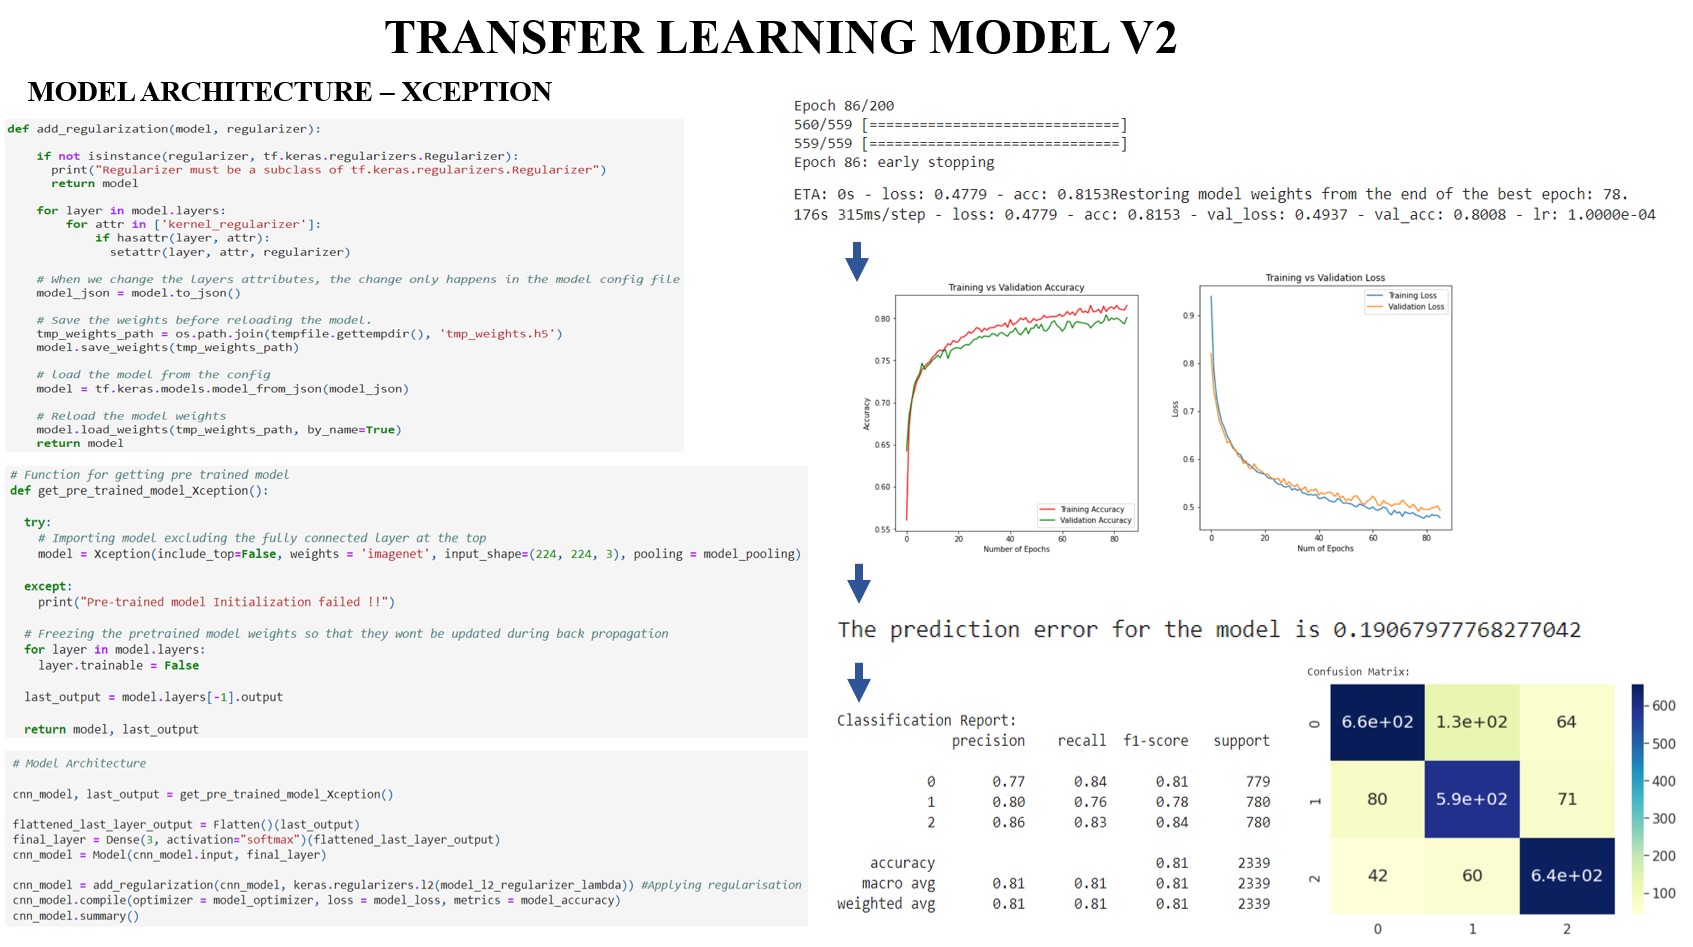 TRANSFER LEARNING MODEL V2
MODEL ARCHITECTURE – XCEPTION
def add_regularization(model, regularizer):
if not isinstance(regularizer, tf.keras.regularizers.Regularizer):
print("Regularizer must be a subclass of tf.keras.regularizers.Regularizer")
return model
for layer in model.layers:
for attr in ['kernel_regularizer']:
if hasattr(layer, attr):
setattr(layer, attr, regularizer)
# When we change the layers attributes, the change only happens in the model config file
model_json = model.to_json()
# Save the weights before reloading the model.
tmp_weights_path = os.path.join(tempfile.gettempdir(), 'tmp_weights.h5')
model.save_weights(tmp_weights_path)
# load the model from the config
model = tf.keras.models.model_from_json(model_json)
# Reload the model weights
model.load_weights(tmp_weights_path, by_name=True)
return model
# Function for getting pre trained model
def get_pre_trained_model_Xception():
try:
# Importing model excluding the fully connected layer at the top
model = Xception(include_top=False, weights = 'imagenet', input_shape=(224, 224, 3), pooling = model_pooling)
except:
print("Pre-trained model Initialization failed !!")
# Freezing the pretrained model weights so that they wont be updated during back propagation
for layer in model.layers:
layer.trainable = False
last_output = model.layers[-1].output
return model, last_output
# Model Architecture
cnn_model, last_output = get_pre_trained_model_Xception()
flattened_last_layer_output = Flatten()(last_output)
final_layer = Dense(3, activation="softmax")(flattened_last_layer_output)
cnn_model = Model(cnn_model.input, final_layer)
cnn_model = add_regularization(cnn_model, keras.regularizers.l2(model_l2_regularizer_lambda)) #Applying regularisation
cnn_model.compile(optimizer = model_optimizer, loss = model_loss, metrics = model_accuracy)
cnn_model.summary()
Epoch 86/200
560/559 [==============================]
559/559 [==============================]
Epoch 86: early stopping
ETA: 0s - loss: 0.4779 - acc: 0.8153Restoring model weights from the end of the best epoch: 78.
176s 315ms/step - loss: 0.4779 - acc: 0.8153 - val_loss: 0.4937 - val_acc: 0.8008 - lr: 1.0000e-04
Training vs Validation Accuracy
0.80
0.75
0.70
0.65
0.60
0.55
Accuracy
Training Accuracy
Validation Accuracy
0 20 40 60 80
Number of Epochs
Training vs Validation Loss
Training Loss
Validation Loss
0.9
0.8
0.7
0.6
0.5
Loss
0 20 40 60 80
Num of Epochs
The prediction error for the model is 0.19067977768277042
Classification Report:
precision recall f1-score support
0 0.77 0.84 0.81 779
1 0.80 0.76 0.78 780
2 0.86 0.83 0.84 780
accuracy 0.81 2339
macro avg 0.81 0.81 0.81 2339
weighted avg 0.81 0.81 0.81 2339
Confusion Matrix:
0 6.6e+02 1.3e+02 64
1 80 5.9e+02 71
2 42 60 6.4e+02
0 1 2
600
500
400
300
200
100